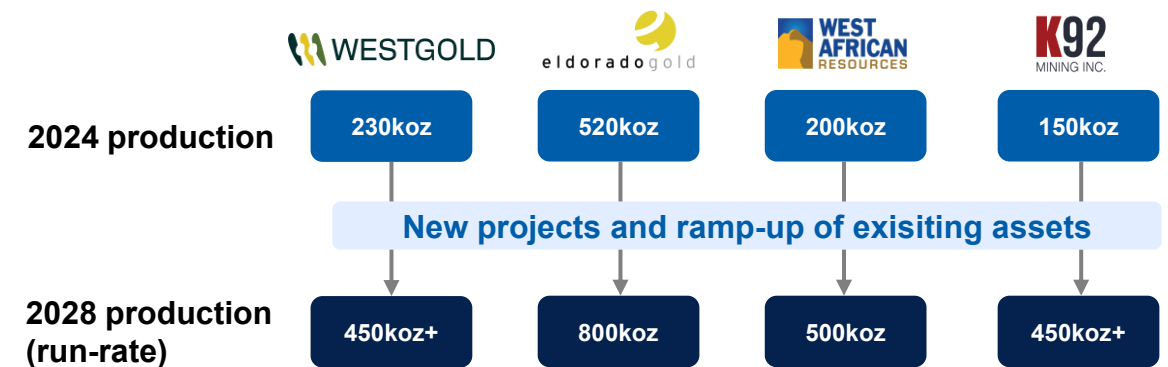 WESTGOLD
eldoradogold
WEST
AFRICAN
RESOURCES
K92
MINING INC.
2024 production
230koz
520koz
200koz
150koz
New projects and ramp-up of exisiting assets
2028 production
(run-rate)
450koz+
800koz
500koz
450koz+